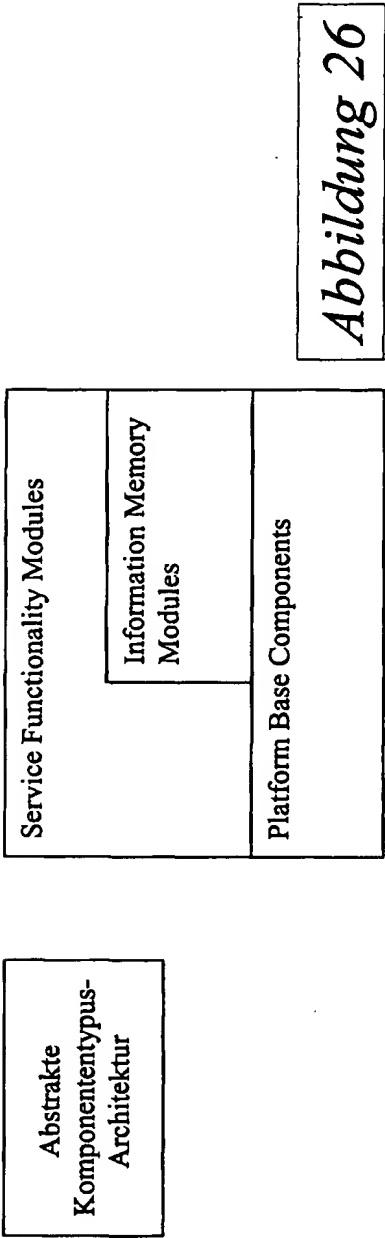 Abstrakte
Komponententypus-
Architektur
Service Functionality Modules
Information Memory
Modules
Platform Base Components
Abbildung 26